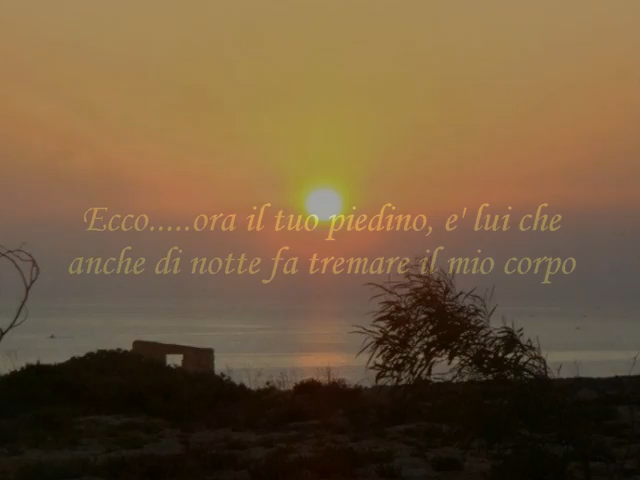 Ecco.....ora il tuo piedino, e' lui che
anche di notte fa tremare il mio corpo